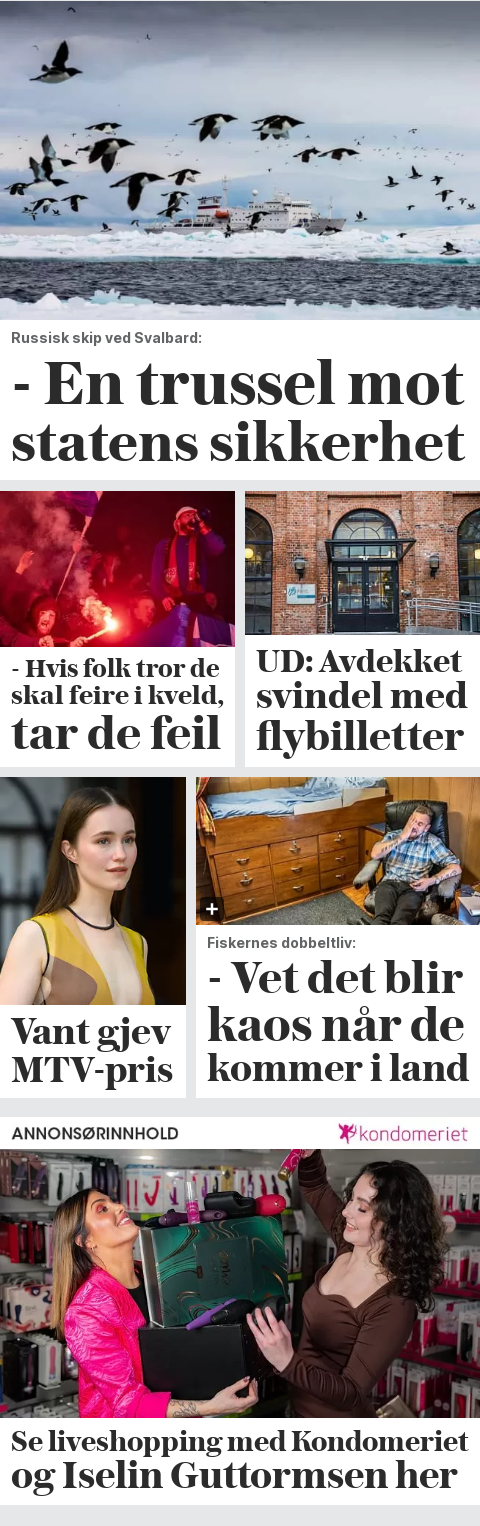 Russisk skip ved Svalbard:
- En trussel mot
statens sikkerhet
- Hvis folk tror de
skal feire i kveld,
tar de feil
UD: Avdekket
svindel med
flybilletter
Vant gjev
MTV-pris
Fiskernes dobbeltliv:
- Vet det blir
kaos når de
kommer i land
ANNONSØRINNHOLD
kondomeriet
Se liveshopping med Kondomeriet
og Iselin Guttormsen her